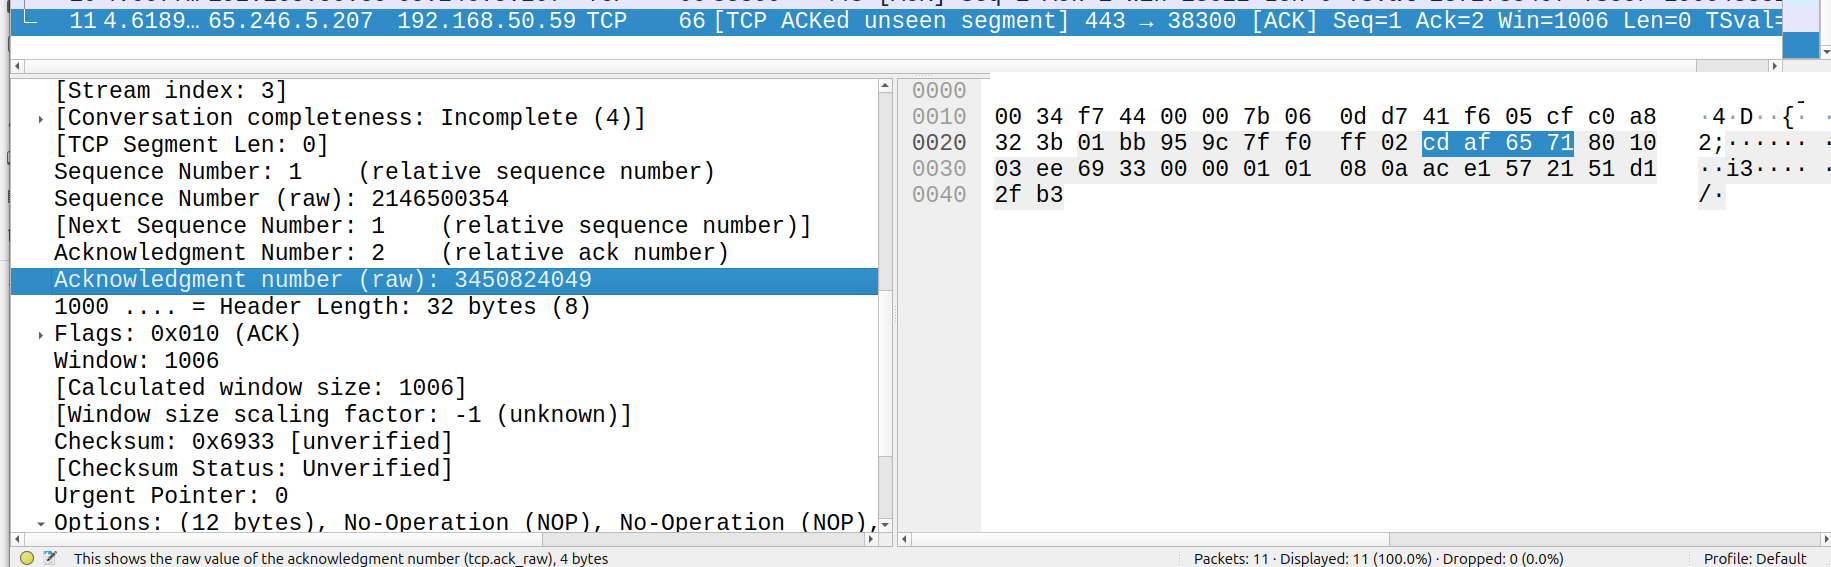 11 4.6189… 65.246.5.207 192.168.50.59 TCP 66 [TCP ACKed unseen segment] 443 → 38300 [ACK] Seq=1 Ack=2 Win=1006 Len=0 TSval=
[Stream index: 3]
[Conversation completeness: Incomplete (4)]
[TCP Segment Len: 0]
Sequence Number: 1 (relative sequence number)
Sequence Number (raw): 2146500354
[Next Sequence Number: 1 (relative sequence number)]
Acknowledgment Number: 2 (relative ack number)
Acknowledgment number (raw): 3450824049
1000 .... = Header Length: 32 bytes (8)
Flags: 0x010 (ACK)
Window: 1006
[Calculated window size: 1006]
[Window size scaling factor: -1 (unknown)]
Checksum: 0x6933 [unverified]
[Checksum Status: Unverified]
Urgent Pointer: 0
Options: (12 bytes), No-Operation (NOP), No-Operation (NOP),
0000
0010 00 34 f7 44 00 00 7b 06 0d d7 41 f6 05 cf c0 a8 ·4·D··{· ·
0020 32 3b 01 bb 95 9c 7f f0 ff 02 cd af 65 71 80 10 2;······ ·
0030 03 ee 69 33 00 00 01 01 08 0a ac e1 57 21 51 d1 ··i3···· ·
0040 2f b3 /·
This shows the raw value of the acknowledgment number (tcp.ack_raw), 4 bytes
Packets: 11 · Displayed: 11 (100.0%) · Dropped: 0 (0.0%)
Profile: Default